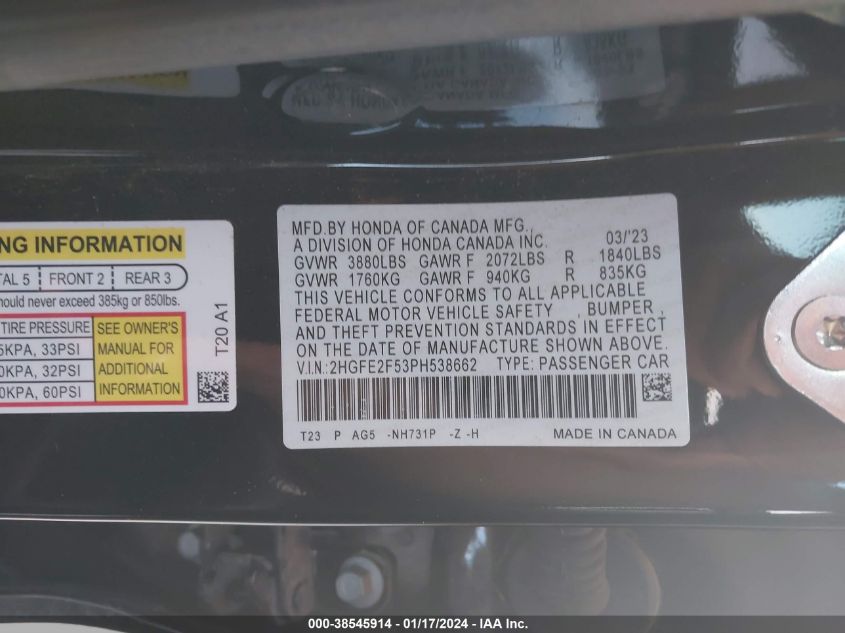 NG INFORMATION
TAL 5 FRONT 2 REAR 3
hould never exceed 385kg or 850lbs.
TIRE PRESSURE
5KPA, 33PSI
0KPA, 32PSI
0KPA, 60PSI
SEE OWNER'S
MANUAL FOR
ADDITIONAL
INFORMATION
T20 A1
MFD.BY HONDA OF CANADA MFG.,
A DIVISION OF HONDA CANADA INC. 03/'23
GVWR 3880LBS GAWR F 2072LBS R 1840LBS
GVWR 1760KG GAWR F 940KG R 835KG
THIS VEHICLE CONFORMS TO ALL APPLICABLE
FEDERAL MOTOR VEHICLE SAFETY , BUMPER ,
AND THEFT PREVENTION STANDARDS IN EFFECT
ON THE DATE OF MANUFACTURE SHOWN ABOVE.
V.I.N.:2HGFE2F53PH538662 TYPE: PASSENGER CAR
T23 P AG5 -NH731P -Z -H MADE IN CANADA
000-38545914 - 01/17/2024 - IAA Inc.